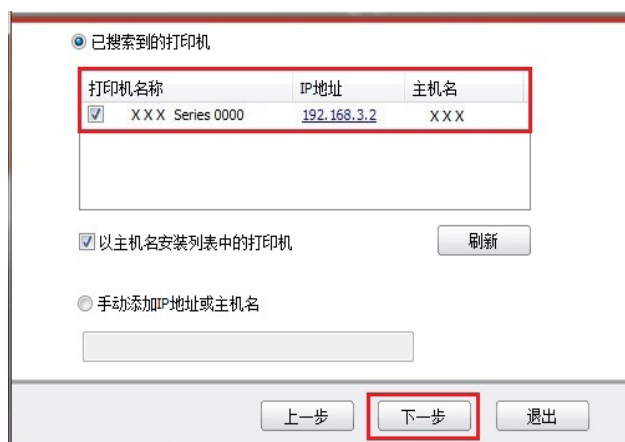 已搜索到的打印机
打印机名称 IP地址 主机名
XXX Series 0000 192.168.3.2 XXX
以主机名安装列表中的打印机 刷新
手动添加IP地址或主机名
上一步 下一步 退出